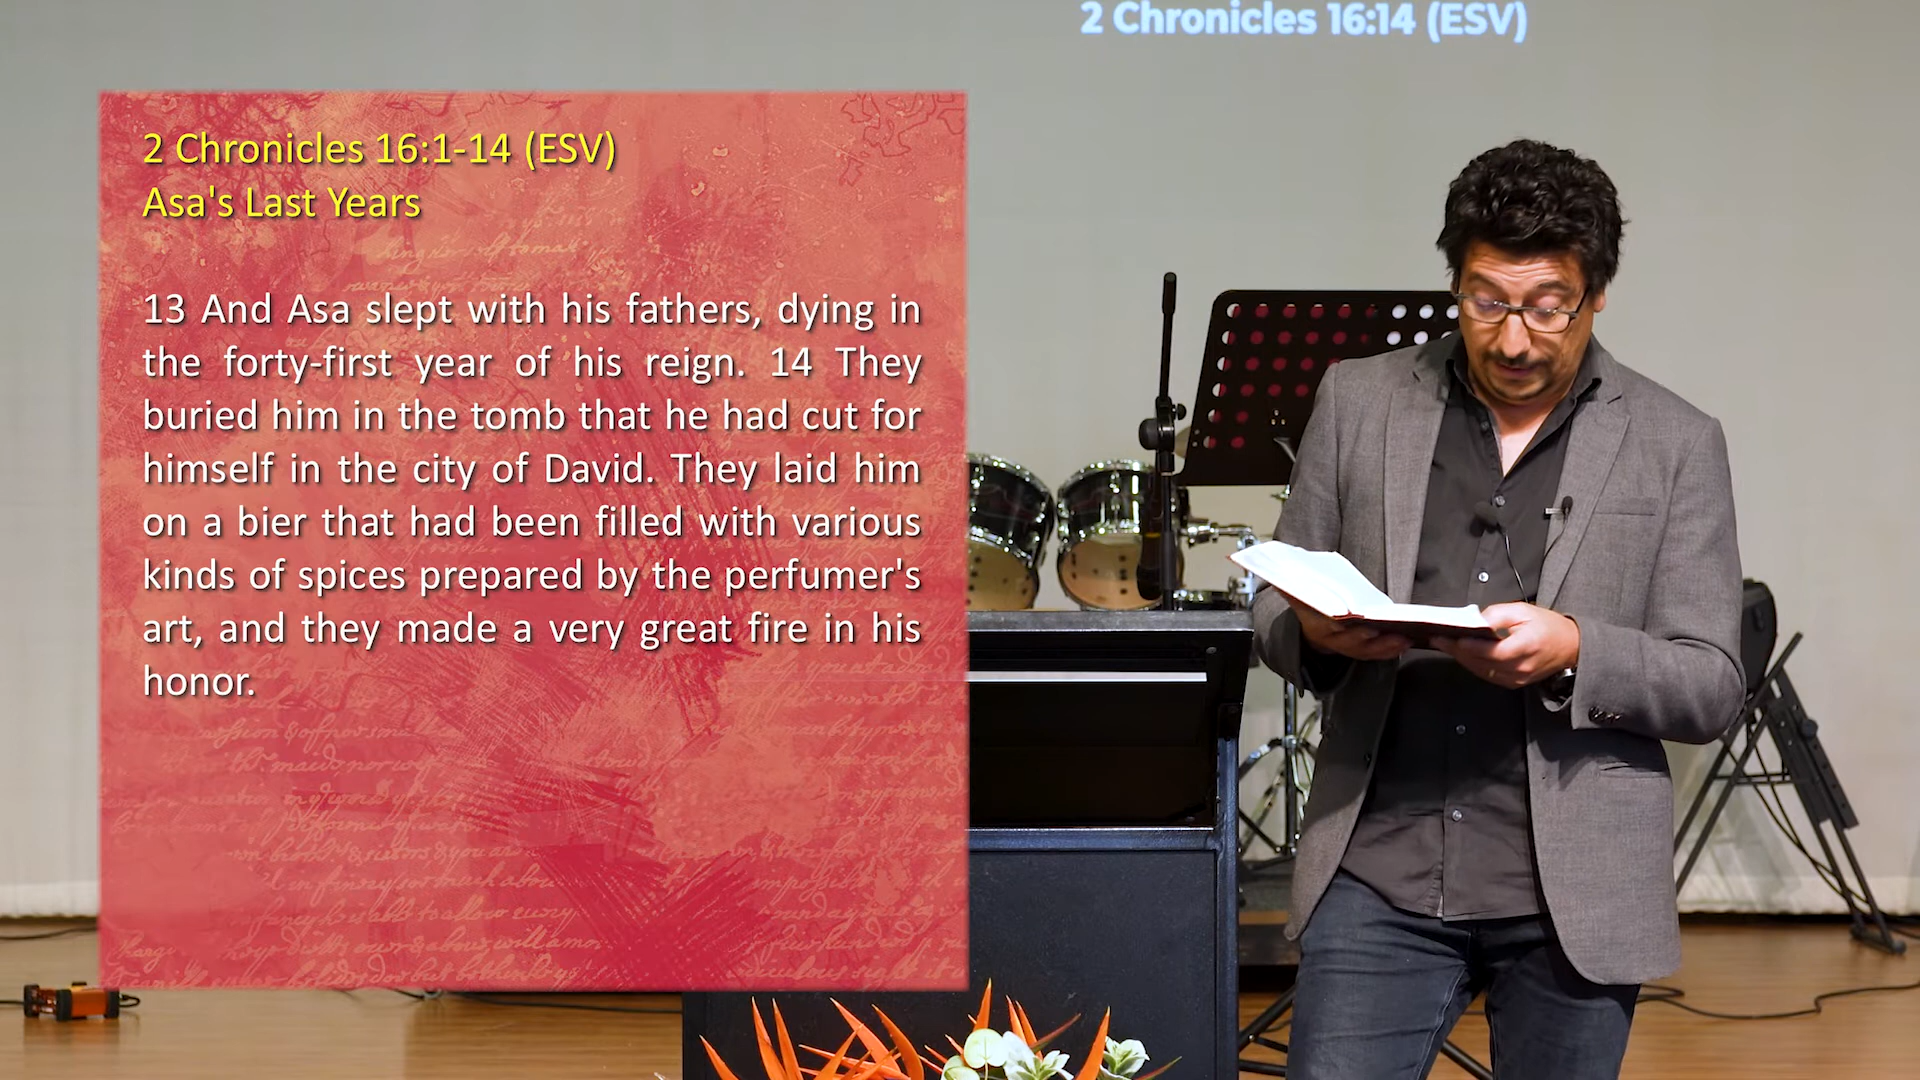 2 Chronicles 16:14 (ESV)
2 Chronicles 16:1-14 (ESV)
Asa's Last Years
13 And Asa slept with his fathers, dying in
the forty-first year of his reign. 14 They
buried him in the tomb that he had cut for
himself in the city of David. They laid him
on a bier that had been filled with various
kinds of spices prepared by the perfumer's
art, and they made a very great fire in his
honor.